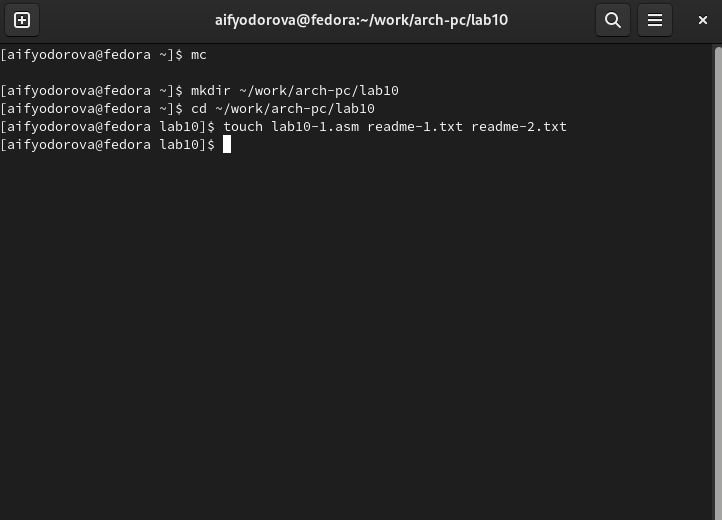 aifyodorova@fedora:~/work/arch-pc/lab10
[aifyodorova@fedora ~]$ mc
[aifyodorova@fedora ~]$ mkdir ~/work/arch-pc/lab10
[aifyodorova@fedora ~]$ cd ~/work/arch-pc/lab10
[aifyodorova@fedora lab10]$ touch lab10-1.asm readme-1.txt readme-2.txt
[aifyodorova@fedora lab10]$